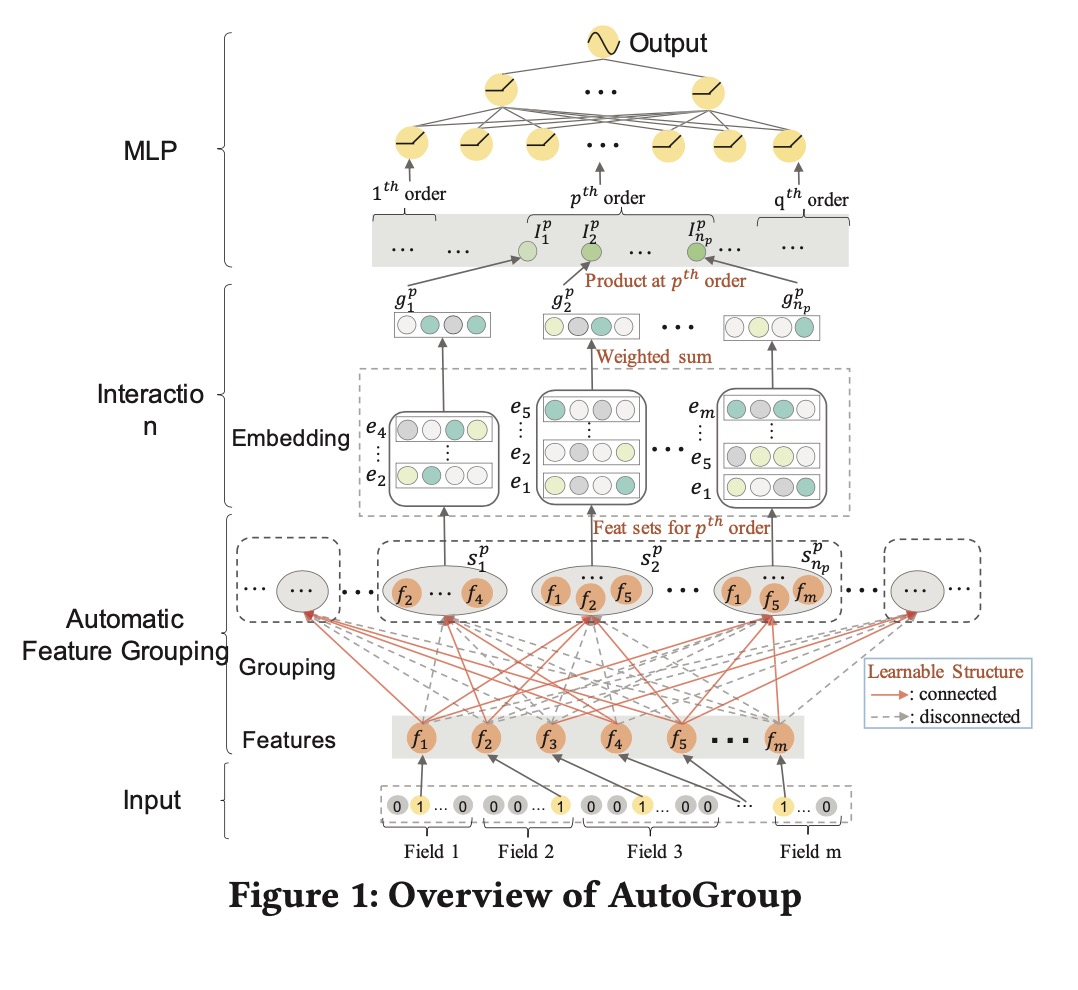 Output
MLP
1^{th} order
p^{th} order
q^{th} order
... ... I_1^p I_2^p ... I_{n_p}^p ... ...
Product at p^{th} order
g_1^p g_2^p g_{n_p}^p
...
Weighted sum
Interactio
n
Embedding
e_4 ... e_2
e_5 ... e_2 e_1
...
e_m ... e_5 e_1
Feat sets for p^{th} order
s_1^p s_2^p s_{n_p}^p
... ... ... f_2 ... f_4 f_1 ... f_2 f_5 ... f_1 ... f_5 f_m ... ... ...
Automatic
Feature Grouping
Grouping
Learnable Structure
: connected
: disconnected
Features
f_1 f_2 f_3 f_4 f_5 ... f_m
Input
0 1 ... 0 0 0 ... 1 0 0 1 ... 0 0 ... 1 ... 0
Field 1 Field 2 Field 3 Field m
Figure 1: Overview of AutoGroup